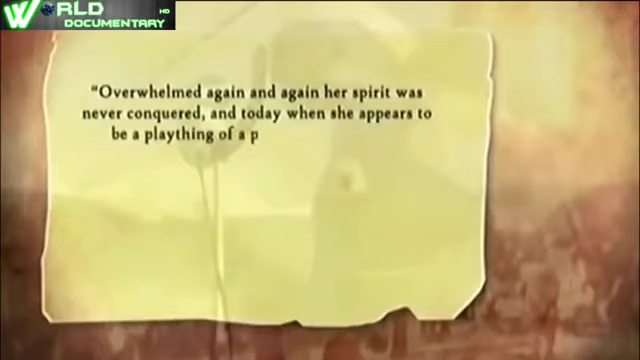 WORLD
DOCUMENTARY HD
"Overwhelmed again and again her spirit was
never conquered, and today when she appears to
be a plaything of a p